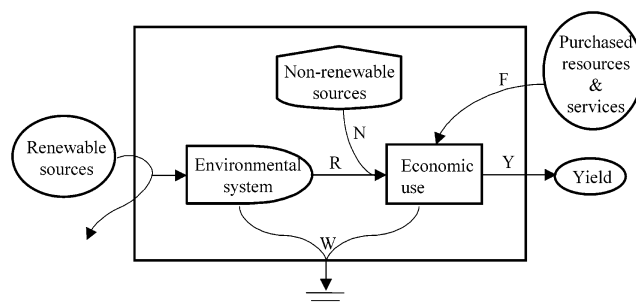 Purchased
resources
&
services
Non-renewable
sources
F
N
Renewable
sources
Environmental
system
R
Economic
use
Y
Yield
W